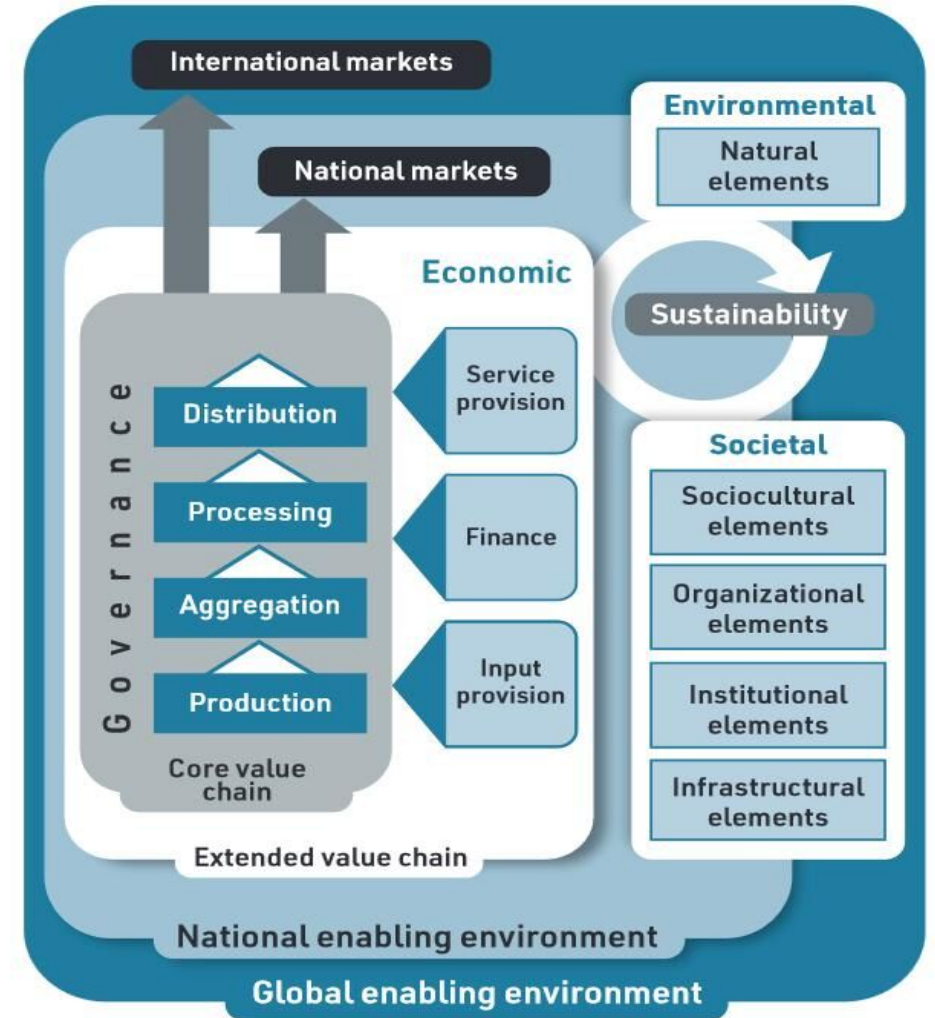 International markets
National markets
Environmental
Natural
elements
Economic
Sustainability
Governance
Distribution
Processing
Aggregation
Production
Core value
chain
Service
provision
Finance
Input
provision
Societal
Sociocultural
elements
Organizational
elements
Institutional
elements
Infrastructural
elements
Extended value chain
National enabling environment
Global enabling environment